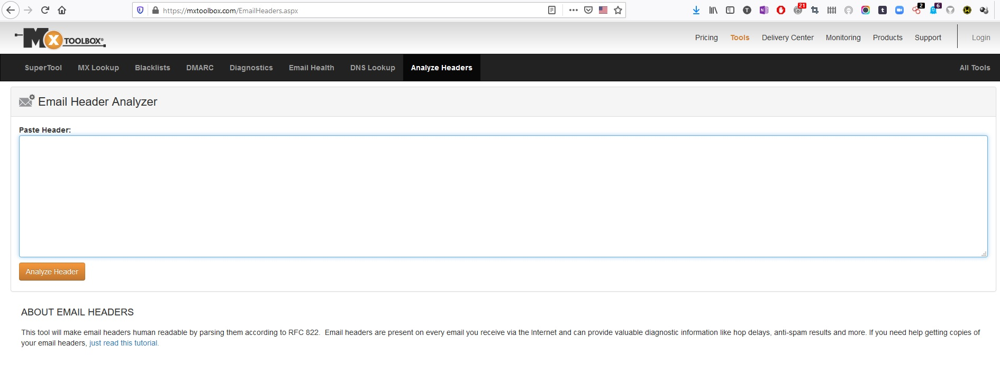 https://mxtoolbox.com/EmailHeaders.aspx
21
T
N
t
2
6
W
Mx TOOLBOX®
Pricing Tools Delivery Center Monitoring Products Support Login
SuperTool MX Lookup Blacklists DMARC Diagnostics Email Health DNS Lookup Analyze Headers All Tools
Email Header Analyzer
Paste Header:
Analyze Header
ABOUT EMAIL HEADERS
This tool will make email headers human readable by parsing them according to RFC 822.  Email headers are present on every email you receive via the Internet and can provide valuable diagnostic information like hop delays, anti-spam results and more. If you need help getting copies of
your email headers, just read this tutorial.